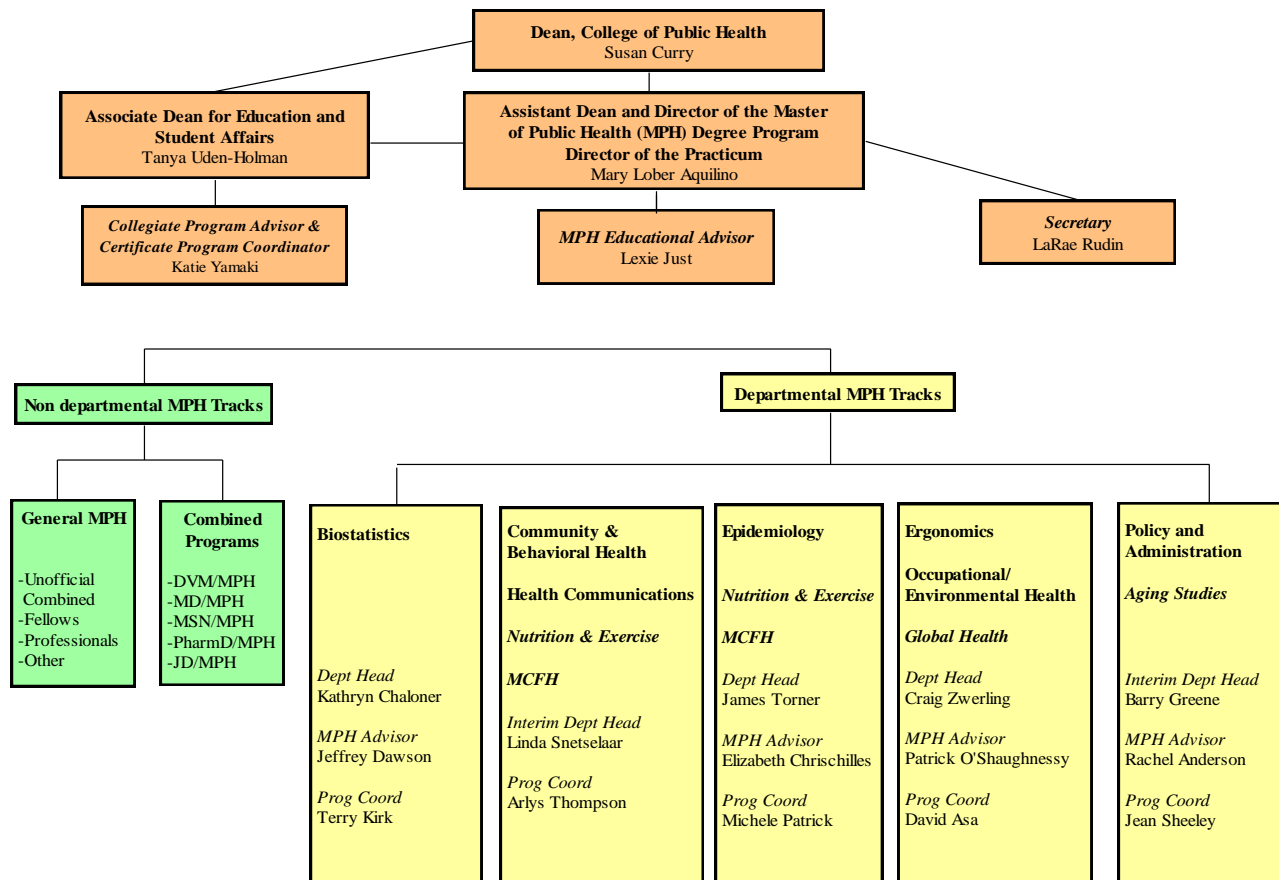 Dean, College of Public Health
Susan Curry
Associate Dean for Education and
Student Affairs
Tanya Uden-Holman
Assistant Dean and Director of the Master
of Public Health (MPH) Degree Program
Director of the Practicum
Mary Lober Aquilino
Collegiate Program Advisor &
Certificate Program Coordinator
Katie Yamaki
MPH Educational Advisor
Lexie Just
Secretary
LaRae Rudin
Non departmental MPH Tracks
Departmental MPH Tracks
General MPH
-Unofficial
Combined
-Fellows
-Professionals
-Other
Combined
Programs
-DVM/MPH
-MD/MPH
-MSN/MPH
-PharmD/MPH
-JD/MPH
Biostatistics
Dept Head
Kathryn Chaloner
MPH Advisor
Jeffrey Dawson
Prog Coord
Terry Kirk
Community &
Behavioral Health
Health Communications
Nutrition & Exercise
MCFH
Interim Dept Head
Linda Snetselaar
Prog Coord
Arlys Thompson
Epidemiology
Nutrition & Exercise
MCFH
Dept Head
James Torner
MPH Advisor
Elizabeth Chrischilles
Prog Coord
Michele Patrick
Ergonomics
Occupational/
Environmental Health
Global Health
Dept Head
Craig Zwerling
MPH Advisor
Patrick O'Shaughnessy
Prog Coord
David Asa
Policy and
Administration
Aging Studies
Interim Dept Head
Barry Greene
MPH Advisor
Rachel Anderson
Prog Coord
Jean Sheeley